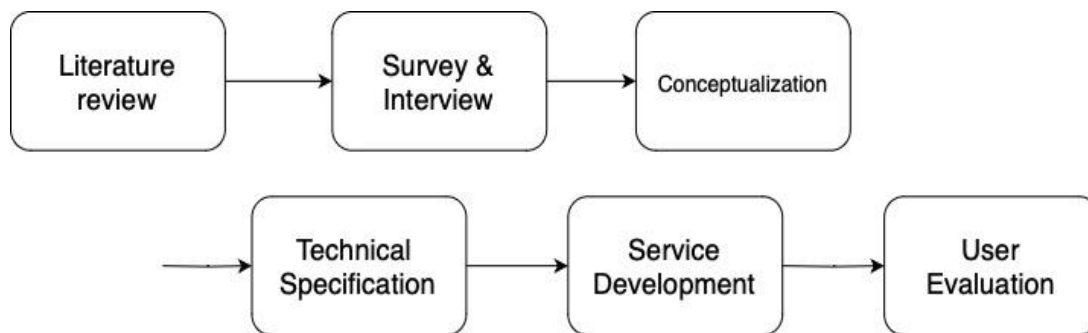 Literature
review
Survey &
Interview
Conceptualization
Technical
Specification
Service
Development
User
Evaluation